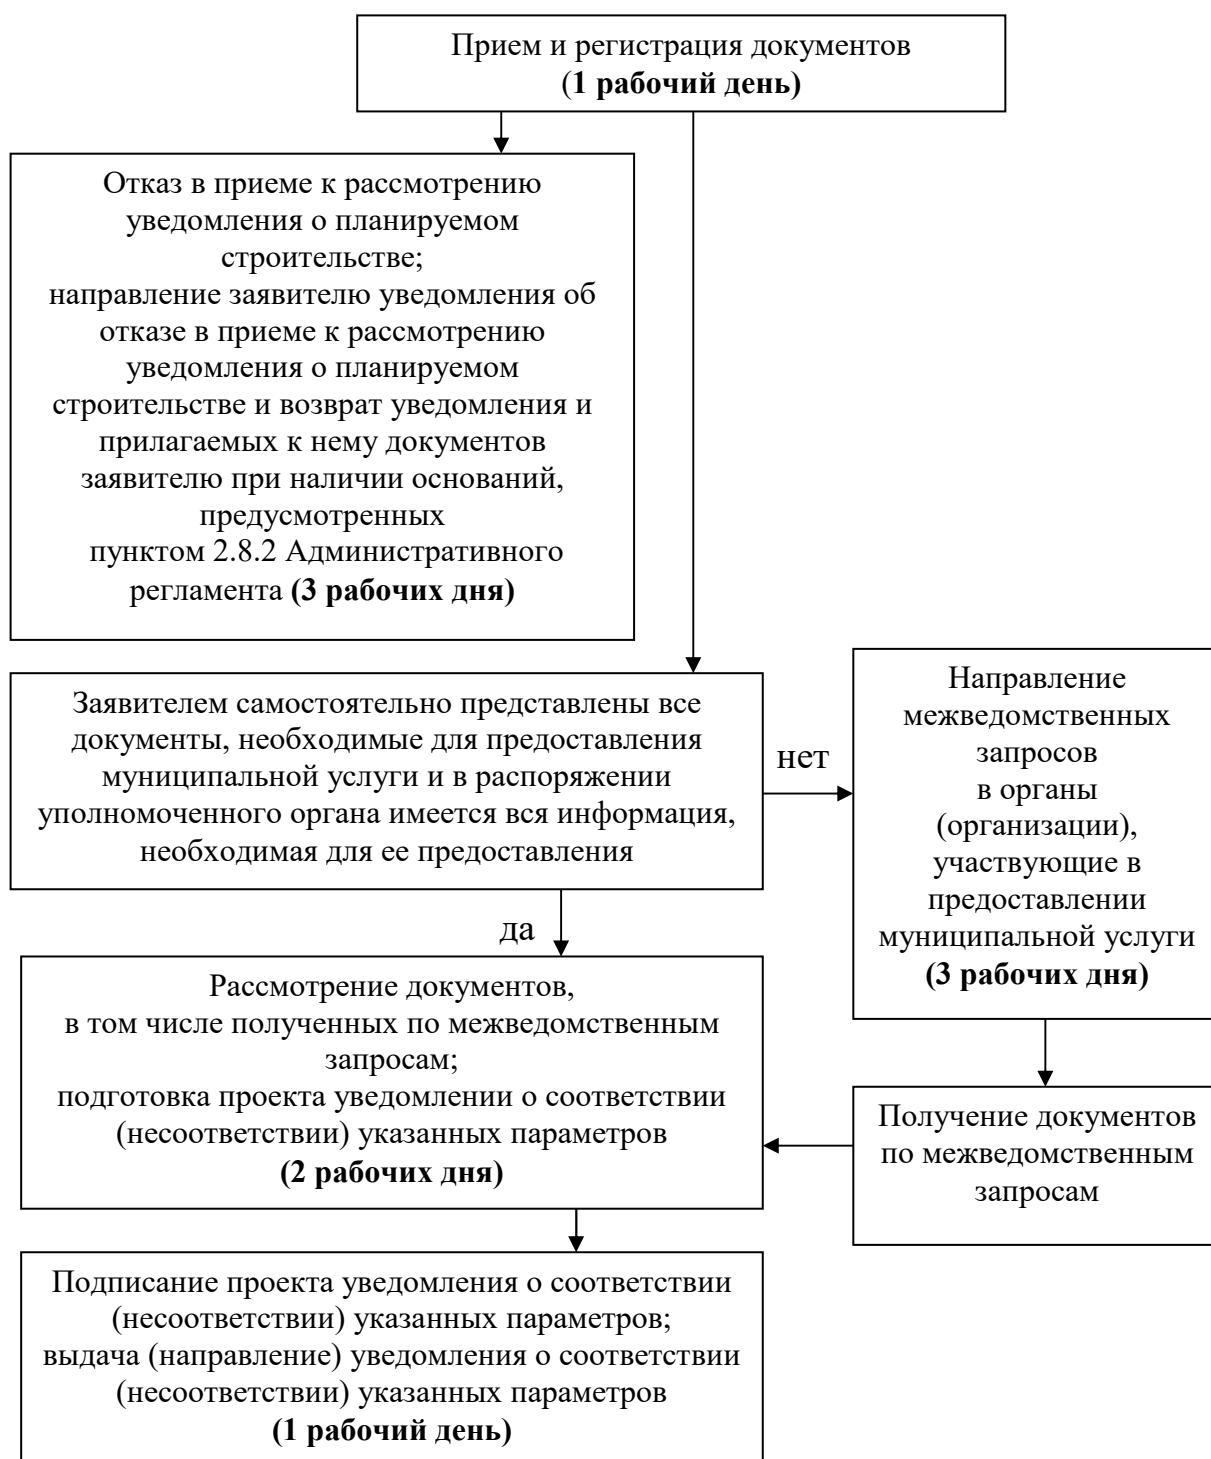 Прием и регистрация документов
(1 рабочий день)
Отказ в приеме к рассмотрению
уведомления о планируемом
строительстве;
направление заявителю уведомления об
отказе в приеме к рассмотрению
уведомления о планируемом
строительстве и возврат уведомления и
прилагаемых к нему документов
заявителю при наличии оснований,
предусмотренных
пунктом 2.8.2 Административного
регламента (3 рабочих дня)
Заявителем самостоятельно представлены все
документы, необходимые для предоставления
муниципальной услуги и в распоряжении
уполномоченного органа имеется вся информация,
необходимая для ее предоставления
нет
Направление
межведомственных
запросов
в органы
(организации),
участвующие в
предоставлении
муниципальной услуги
(3 рабочих дня)
да
Рассмотрение документов,
в том числе полученных по межведомственным
запросам;
подготовка проекта уведомлении о соответствии
(несоответствии) указанных параметров
(2 рабочих дня)
Получение документов
по межведомственным
запросам
Подписание проекта уведомления о соответствии
(несоответствии) указанных параметров;
выдача (направление) уведомления о соответствии
(несоответствии) указанных параметров
(1 рабочий день)